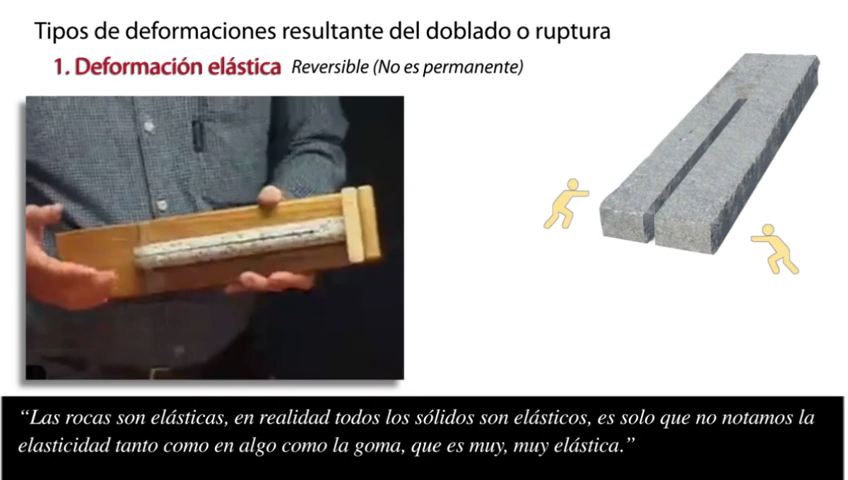 Tipos de deformaciones resultante del doblado o ruptura
1. Deformación elástica Reversible (No es permanente)
“Las rocas son elásticas, en realidad todos los sólidos son elásticos, es solo que no notamos la
elasticidad tanto como en algo como la goma, que es muy, muy elástica.”